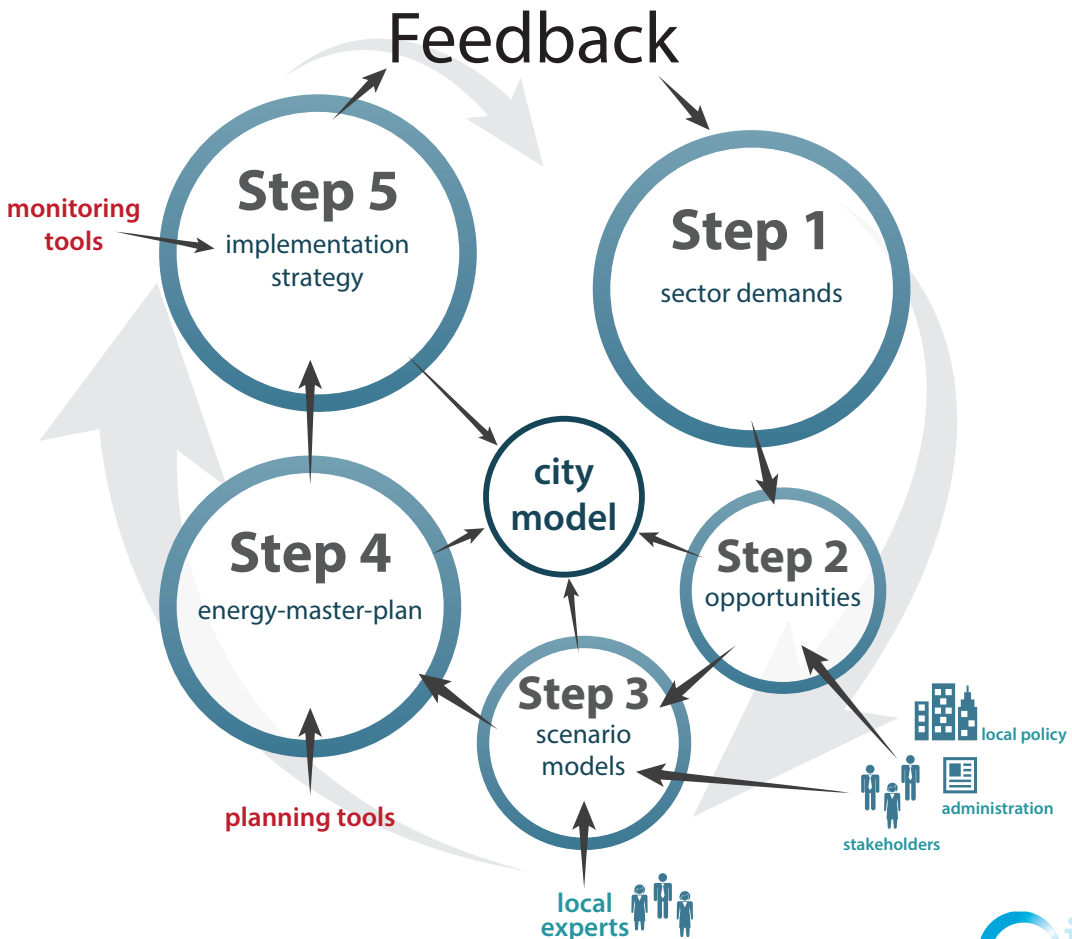 Feedback
Step 1
sector demands
Step 2
opportunities
Step 3
scenario
models
Step 4
energy-master-plan
Step 5
implementation
strategy
city
model
monitoring
tools
planning tools
local
experts
stakeholders
administration
local policy